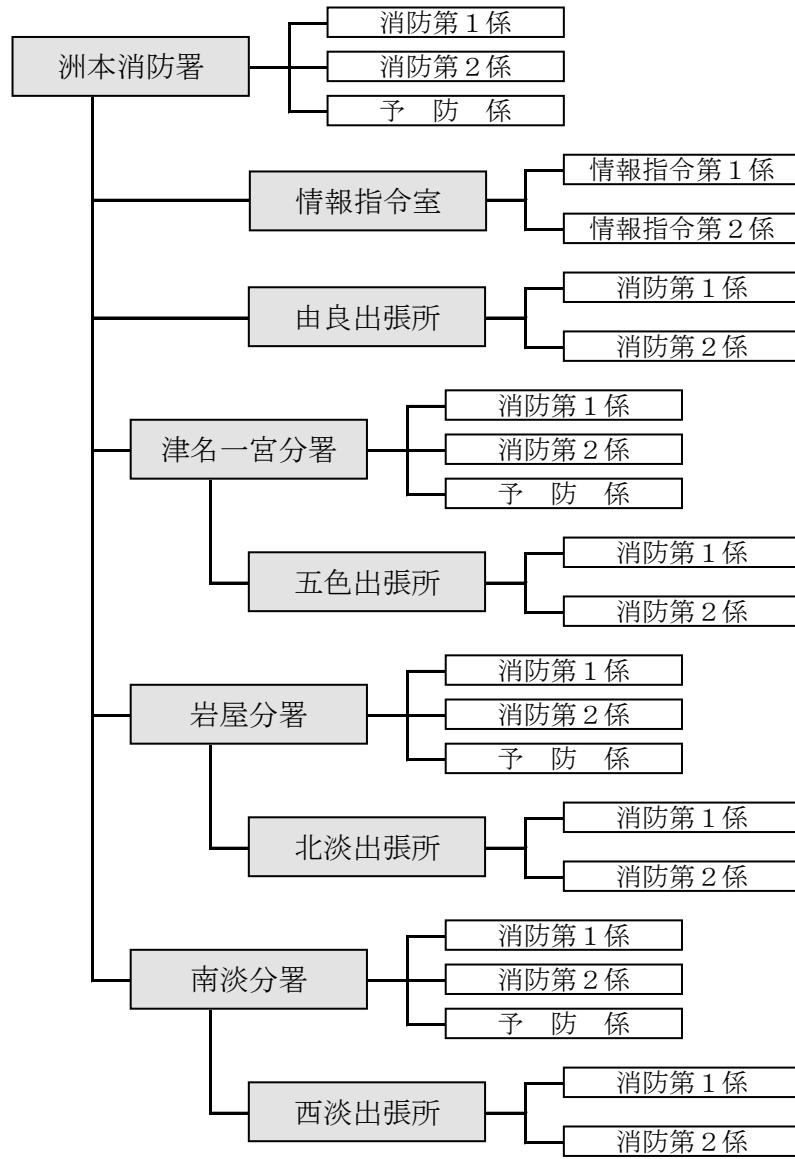 消防第１係
洲本消防署
消防第２係
予　防　係
情報指令第１係
情報指令室
情報指令第２係
消防第１係
由良出張所
消防第２係
消防第１係
津名一宮分署
消防第２係
予　防　係
消防第１係
五色出張所
消防第２係
消防第１係
岩屋分署
消防第２係
予　防　係
消防第１係
北淡出張所
消防第２係
消防第１係
南淡分署
消防第２係
予　防　係
消防第１係
西淡出張所
消防第２係